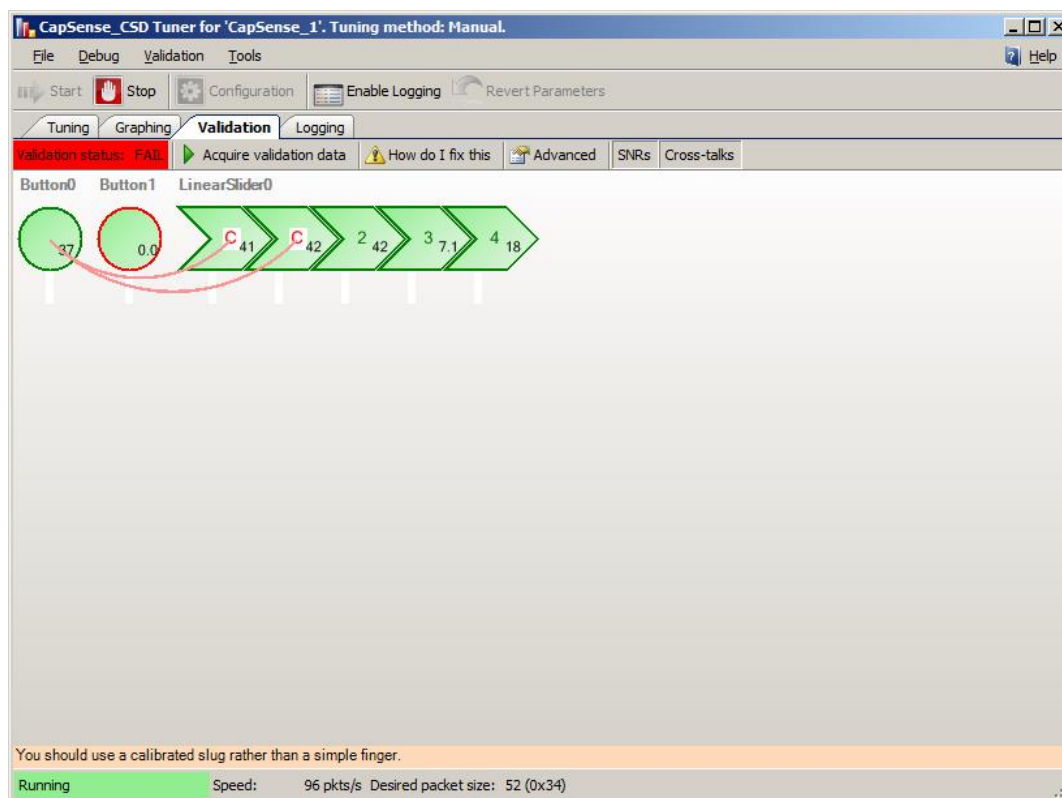 CapSense_CSD Tuner for 'CapSense_1'. Tuning method: Manual.
File Debug Validation Tools Help
Start Stop Configuration Enable Logging Revert Parameters
Tuning Graphing Validation Logging
Validation status: FAIL Acquire validation data How do I fix this Advanced SNRs Cross-talks
Button0 Button1 LinearSlider0
37 0.0 C 41 C 42 2 42 3 7.1 4 18
You should use a calibrated slug rather than a simple finger.
Running Speed: 96 pkts/s Desired packet size: 52 (0x34)